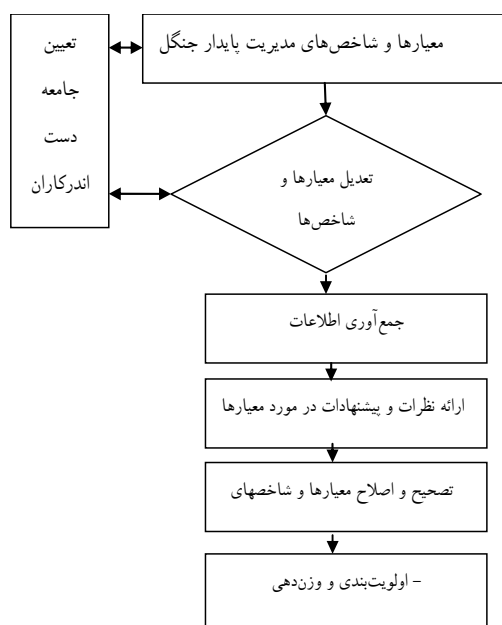 معیارها و شاخص‌های مدیریت پایدار جنگل
تعیین
جامعه
دست
اندرکاران
تعدیل معیارها و
شاخص‌ها
جمع‌آوری اطلاعات
ارائه نظرات و پیشنهادات در مورد معیارها
تصحیح و اصلاح معیارها و شاخصهای
- اولویت‌بندی و وزن‌دهی